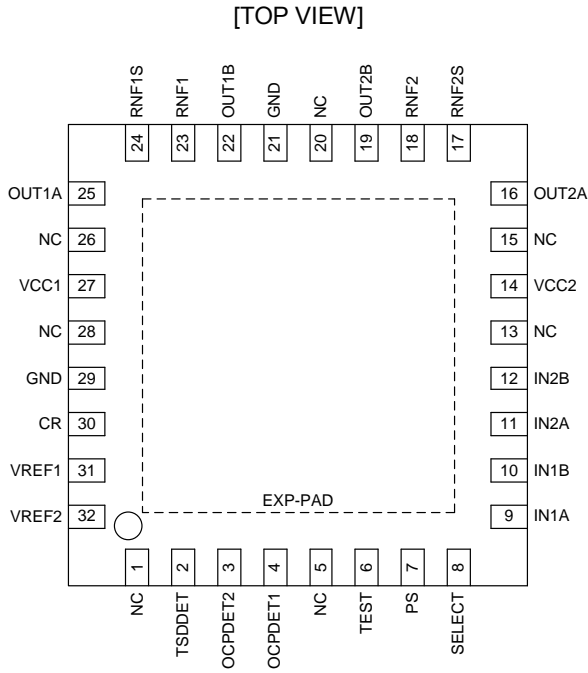 [TOP VIEW]
RNF1S
RNF1
OUT1B
GND
NC
OUT2B
RNF2
RNF2S
24
23
22
21
20
19
18
17
OUT1A 25
16 OUT2A
NC 26
15 NC
VCC1 27
14 VCC2
NC 28
13 NC
GND 29
12 IN2B
CR 30
11 IN2A
VREF1 31
10 IN1B
VREF2 32
9 IN1A
EXP-PAD
1
2
3
4
5
6
7
8
NC
TSDDET
OCPDET2
OCPDET1
NC
TEST
PS
SELECT